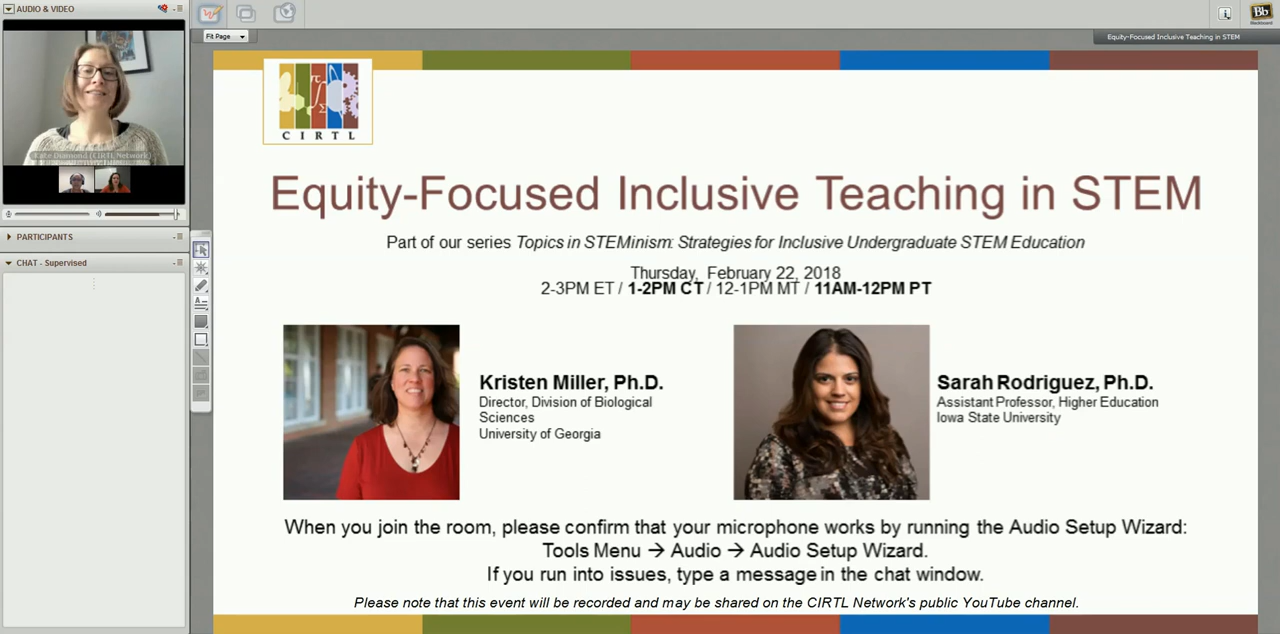 AUDIO & VIDEO
Kate Diamond (CIRTL Network)
PARTICIPANTS
CHAT - Supervised
Fit Page
Bb
Blackboard
Equity-Focused Inclusive Teaching in STEM
CIRTL
Equity-Focused Inclusive Teaching in STEM
Part of our series Topics in STEMinism: Strategies for Inclusive Undergraduate STEM Education
Thursday, February 22, 2018
2-3PM ET / 1-2PM CT / 12-1PM MT / 11AM-12PM PT
Kristen Miller, Ph.D.
Director, Division of Biological
Sciences
University of Georgia
Sarah Rodriguez, Ph.D.
Assistant Professor, Higher Education
Iowa State University
When you join the room, please confirm that your microphone works by running the Audio Setup Wizard:
Tools Menu → Audio → Audio Setup Wizard.
If you run into issues, type a message in the chat window.
Please note that this event will be recorded and may be shared on the CIRTL Network's public YouTube channel.